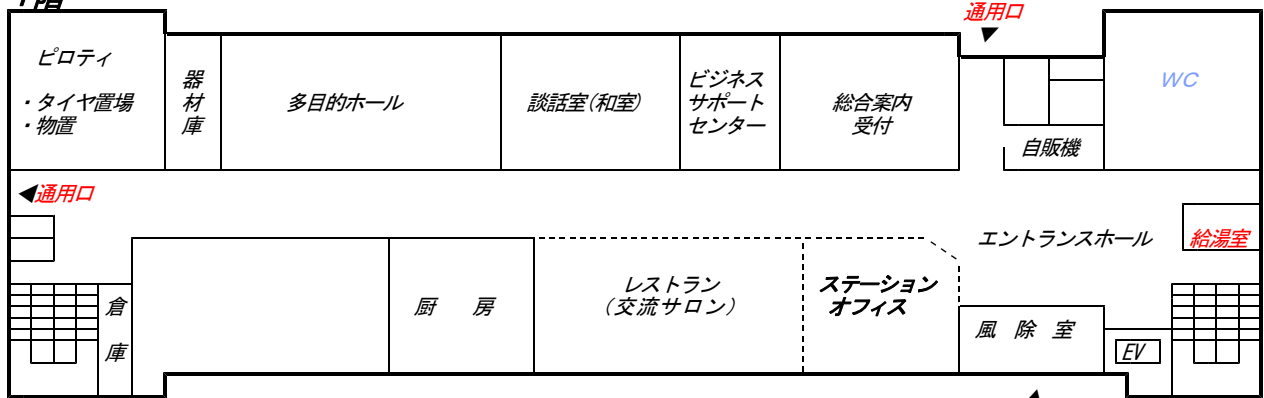 1階
通用口
ピロティ
・タイヤ置場
・物置
器
材
庫
多目的ホール
談話室(和室)
ビジネス
サポート
センター
総合案内
受付
WC
自販機
通用口
エントランスホール
給湯室
倉
庫
厨 房
レストラン
(交流サロン)
ステーション
オフィス
風 除 室
EV